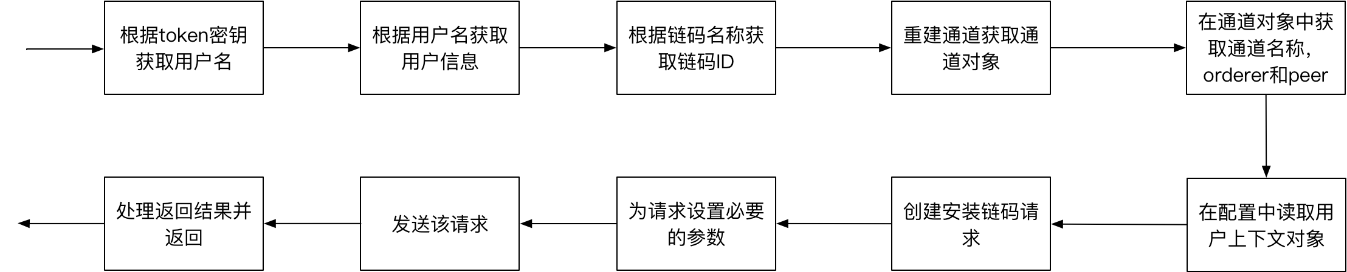 根据token密钥
获取用户名
根据用户名获取
用户信息
根据链码名称获
取链码ID
重建通道获取通
道对象
在通道对象中获
取通道名称，
orderer和peer
在配置中读取用
户上下文对象
创建安装链码请
求
为请求设置必要
的参数
发送该请求
处理返回结果并
返回